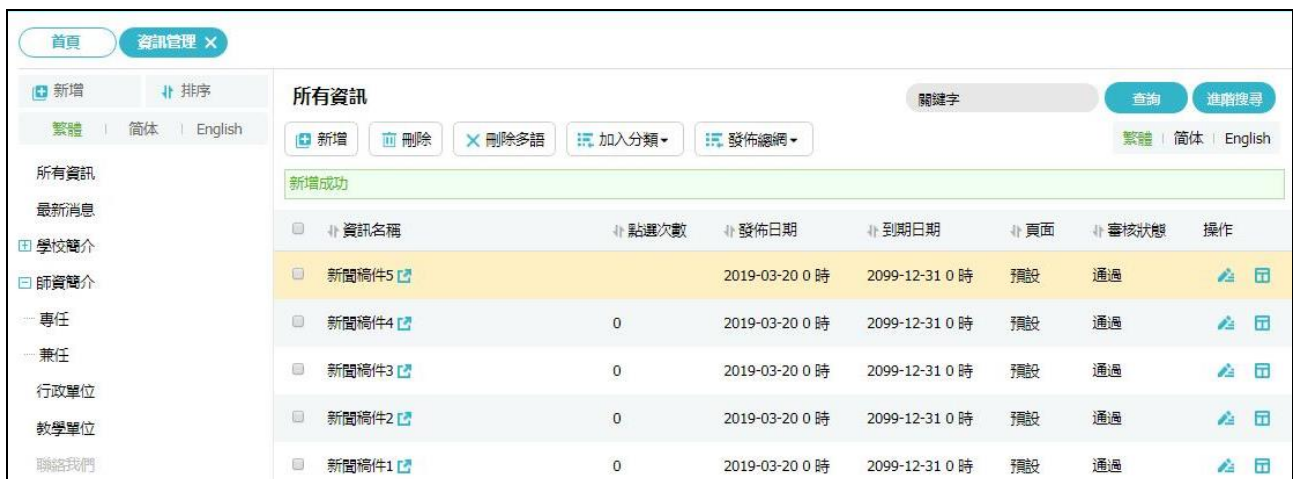 首頁 資訊管理
新增 排序
繁體 简体 English
所有資訊
最新消息
學校簡介
師資簡介
專任
兼任
行政單位
教學單位
聯絡我們
所有資訊 關鍵字 查詢 進階搜尋
新增 刪除 刪除多語 加入分類 發佈總網 繁體 简体 English
新增成功
資訊名稱 點選次數 發佈日期 到期日期 頁面 審核狀態 操作
新聞稿件5 2019-03-20 0 時 2099-12-31 0 時 預設 通過
新聞稿件4 0 2019-03-20 0 時 2099-12-31 0 時 預設 通過
新聞稿件3 0 2019-03-20 0 時 2099-12-31 0 時 預設 通過
新聞稿件2 0 2019-03-20 0 時 2099-12-31 0 時 預設 通過
新聞稿件1 0 2019-03-20 0 時 2099-12-31 0 時 預設 通過